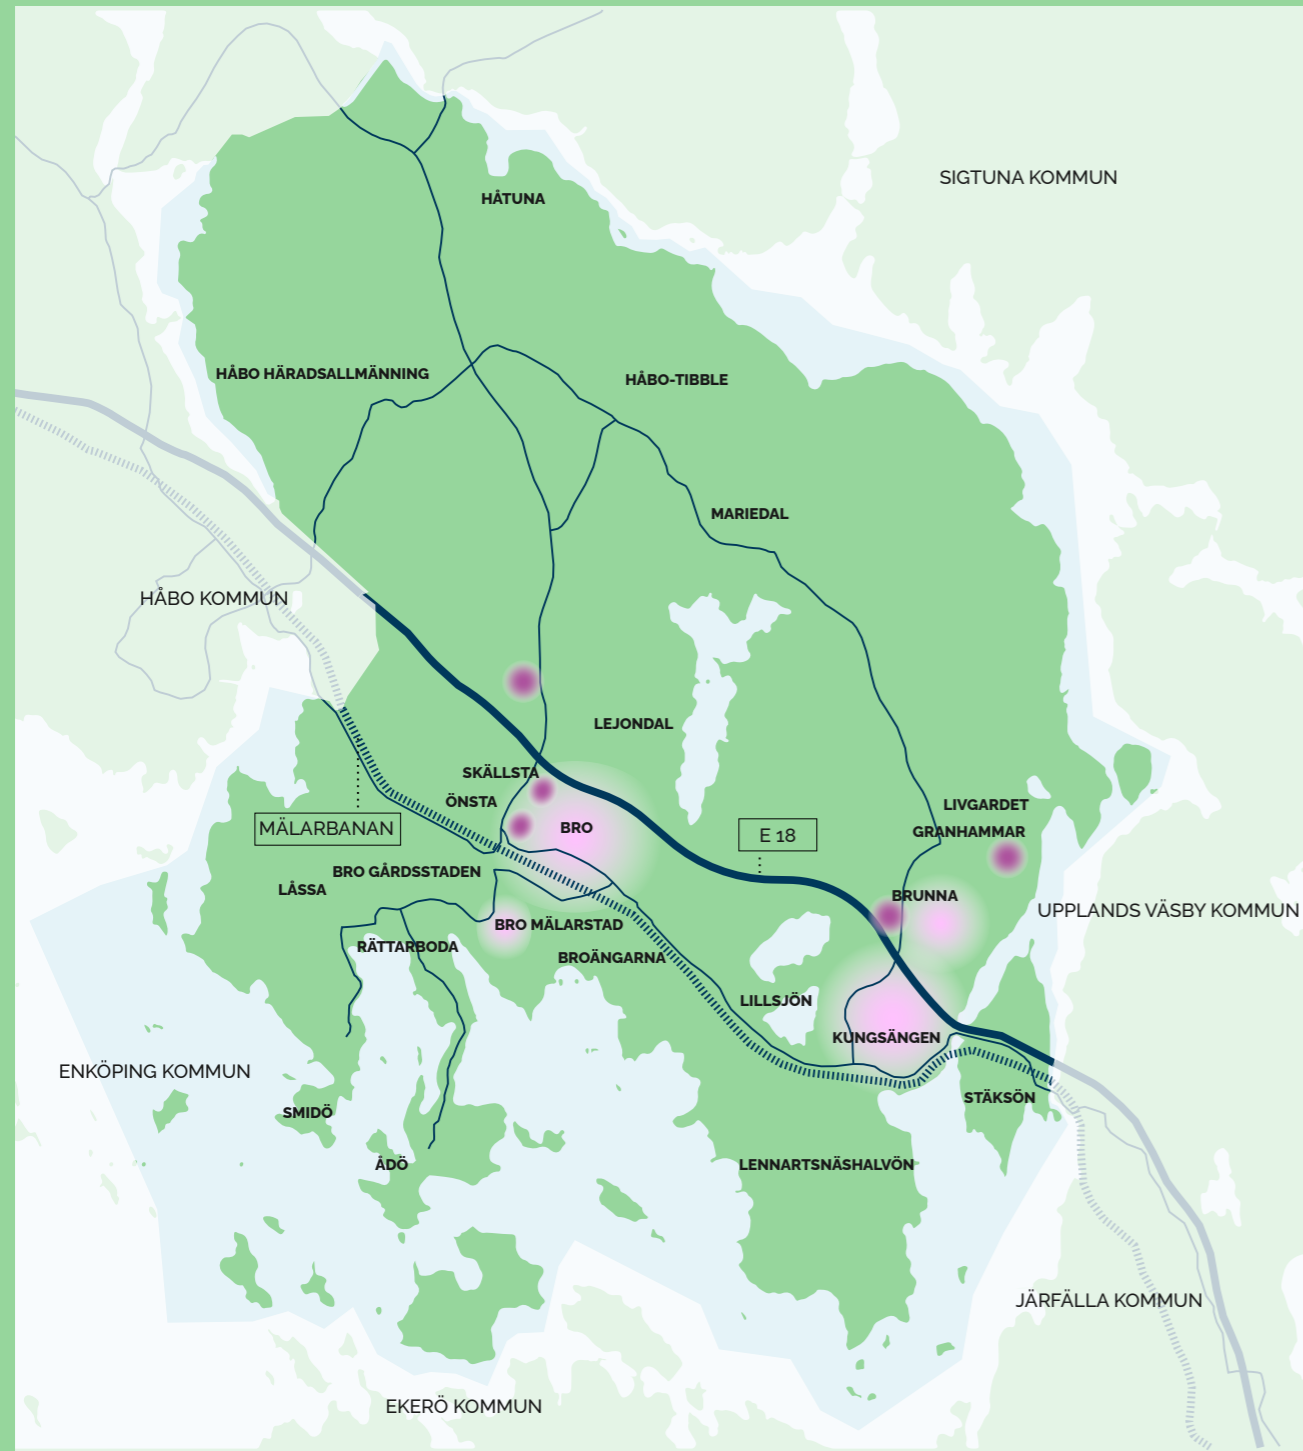 SIGTUNA KOMMUN
HÅTUNA
HÅBO HÄRADSALLMÄNNING
HÅBO-TIBBLE
MARIEDAL
HÅBO KOMMUN
LEJONDAL
SKÄLLSTA
ÖNSTA
LIVGARDET
GRANHAMMAR
MÄLARBANAN
BRO
E 18
BRO GÅRDSSTADEN
LÅSSA
BRUNNA
UPPLANDS VÄSBY KOMMUN
BRO MÄLARSTAD
RÄTTARBODA
BROÄNGARNA
LILLSJÖN
KUNGSÄNGEN
ENKÖPING KOMMUN
STÄKSÖN
SMIDÖ
ÅDÖ
LENNARTSNÄSHALVÖN
JÄRFÄLLA KOMMUN
EKERÖ KOMMUN